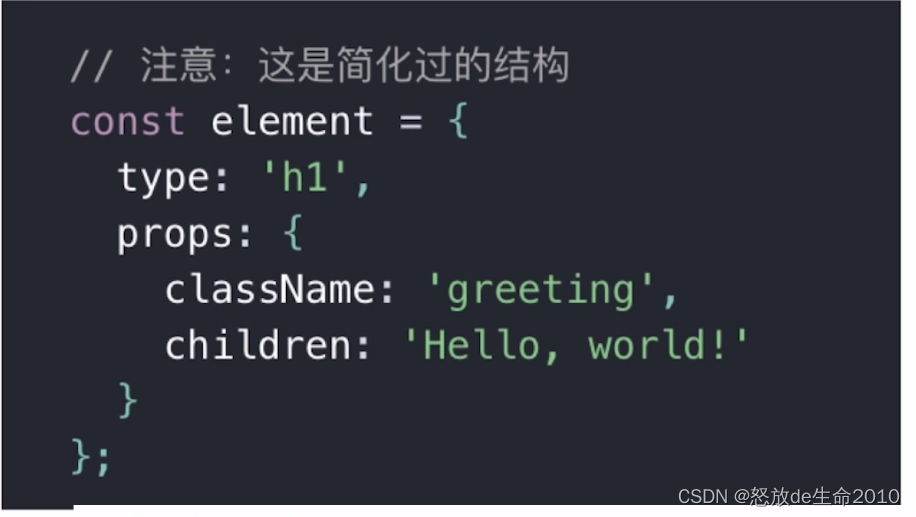 // 注意：这是简化过的结构
const element = {
  type: 'h1',
  props: {
    className: 'greeting',
    children: 'Hello, world!'
  }
};
CSDN @怒放de生命2010